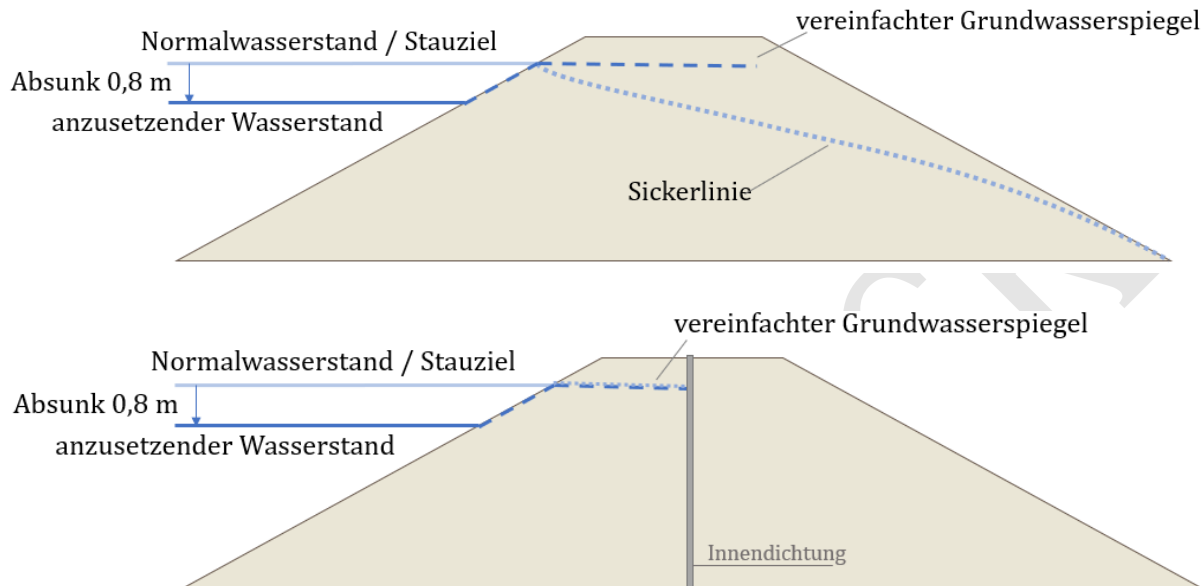 vereinfachter Grundwasserspiegel
Normalwasserstand / Stauziel
Absunk 0,8 m
anzusetzender Wasserstand
Sickerlinie
vereinfachter Grundwasserspiegel
Normalwasserstand / Stauziel
Absunk 0,8 m
anzusetzender Wasserstand
Innendichtung